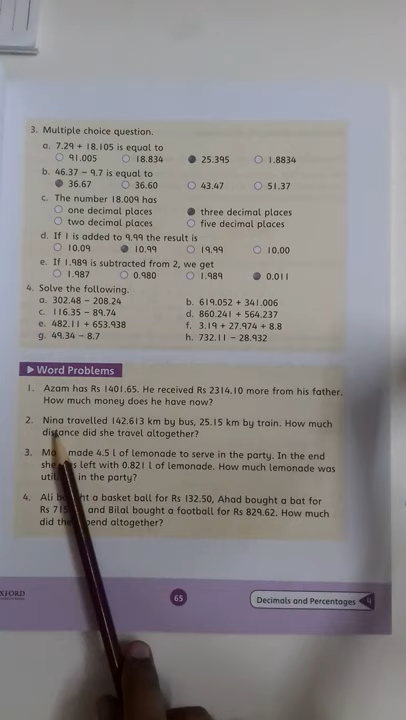 3. Multiple choice question.
a. 7.29 + 18.105 is equal to
91.005 18.834 25.395 1.8834
b. 46.37 – 9.7 is equal to
36.67 36.60 43.47 51.37
c. The number 18.009 has
one decimal places three decimal places
two decimal places five decimal places
d. If 1 is added to 9.99 the result is
10.09 10.99 19.99 10.00
e. If 1.989 is subtracted from 2, we get
1.987 0.980 1.989 0.011
4. Solve the following.
a. 302.48 – 208.24 b. 619.052 + 341.006
c. 116.35 – 89.74 d. 860.241 + 564.237
e. 482.11 + 653.938 f. 3.19 + 27.974 + 8.8
g. 49.34 – 8.7 h. 732.11 – 28.932
Word Problems
1. Azam has Rs 1401.65. He received Rs 2314.10 more from his father.
How much money does he have now?
2. Nina travelled 142.613 km by bus, 25.15 km by train. How much
distance did she travel altogether?
3. made 4.5 l of lemonade to serve in the party. In the end
she left with 0.821 l of lemonade. How much lemonade was
in the party?
4. Ali a basket ball for Rs 132.50, Ahad bought a bat for
Rs and Bilal bought a football for Rs 829.62. How much
did altogether?
65
Decimals and Percentages 4